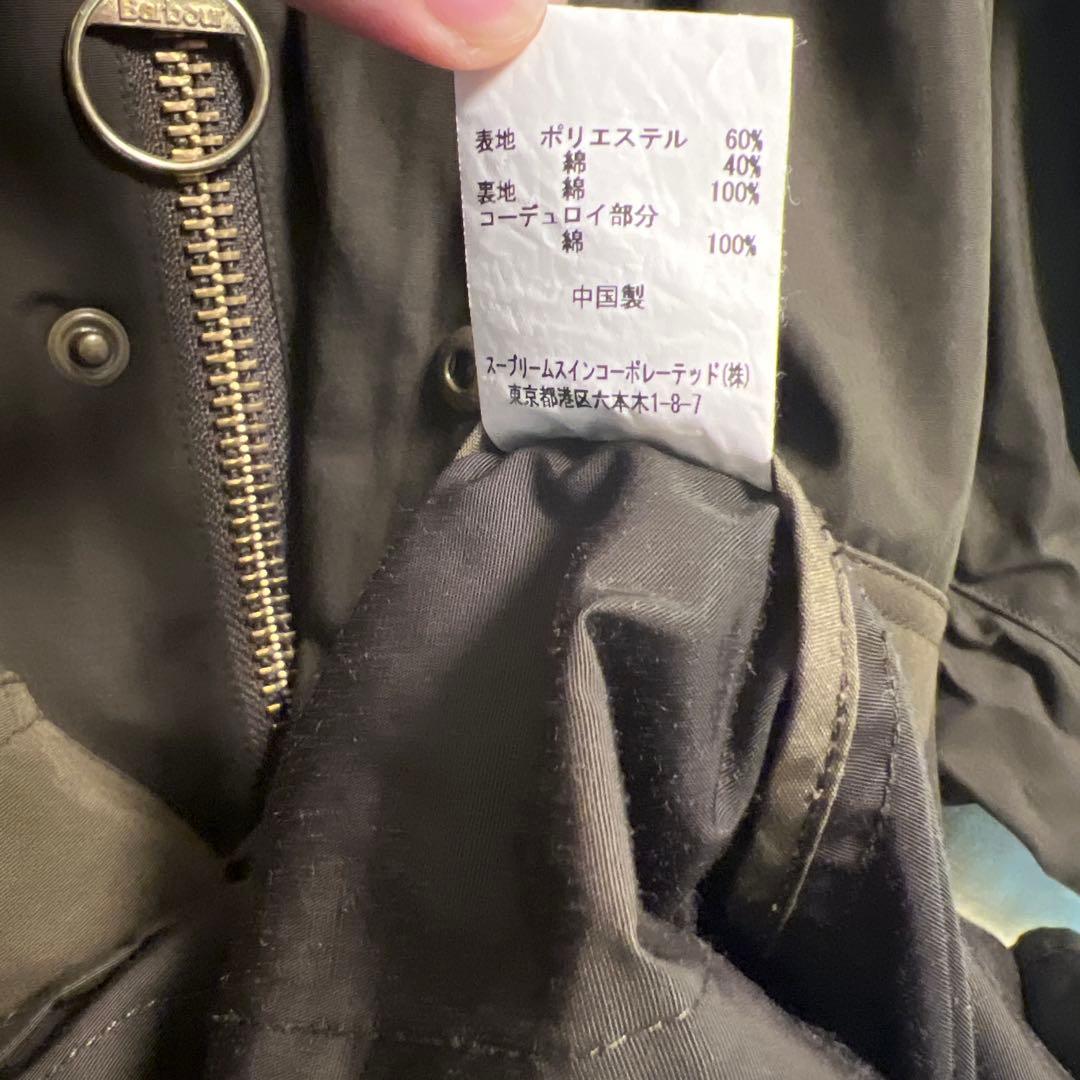 Barbour
表地 ポリエステル 60%
綿 40%
裏地 綿 100%
コーデュロイ部分
綿 100%
中国製
スープリームスインコーポレーテッド(株)
東京都港区六本木1-8-7